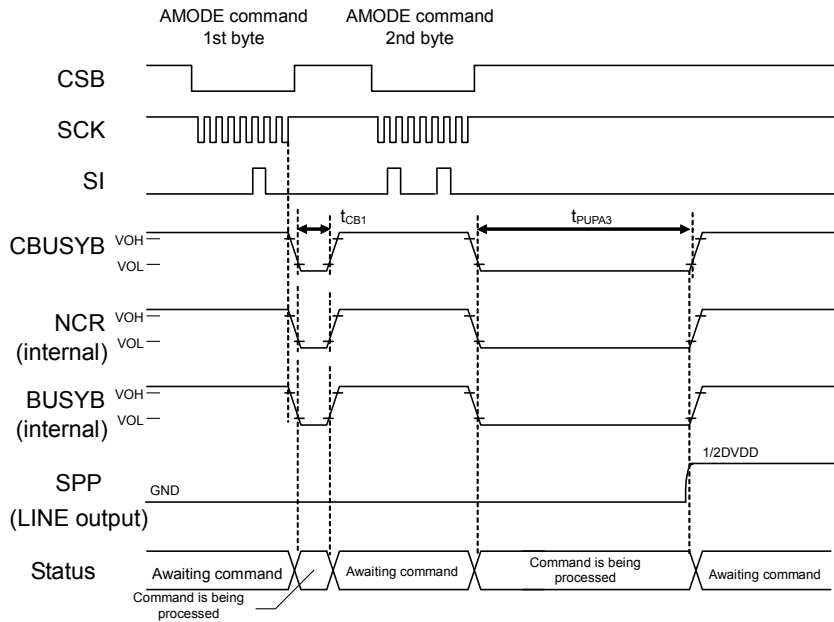 AMODE command
1st byte
AMODE command
2nd byte
CSB
SCK
SI
tCB1
tPUPA3
CBUSYB
VOH
VOL
NCR
(internal)
VOH
VOL
BUSYB
(internal)
VOH
VOL
1/2DVDD
SPP
(LINE output)
GND
Status
Awaiting command
Command is being
processed
Awaiting command
Command is being
processed
Awaiting command